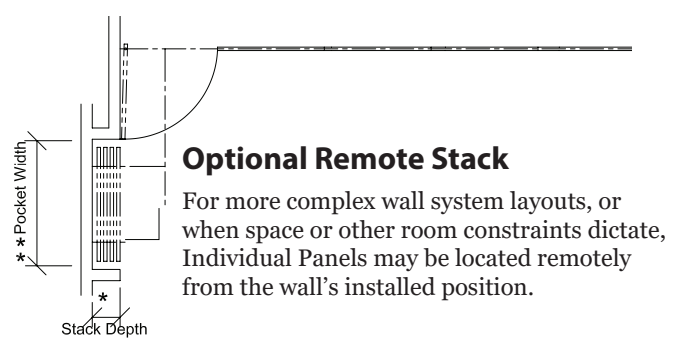 **Pocket Width
Optional Remote Stack
For more complex wall system layouts, or
when space or other room constraints dictate,
Individual Panels may be located remotely
from the wall's installed position.
*
Stack Depth